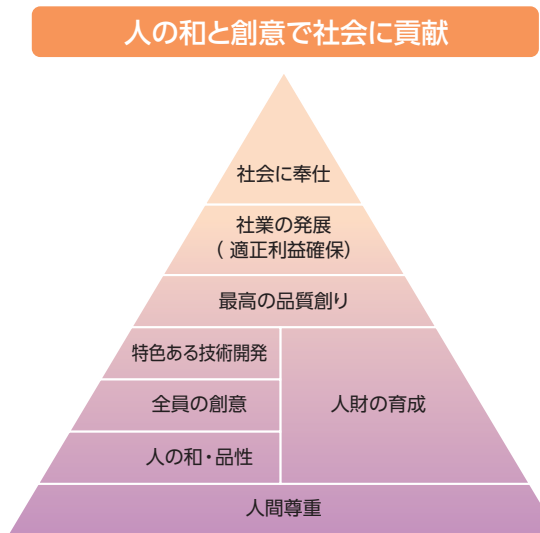 人の和と創意で社会に貢献
社会に奉仕
社業の発展
（ 適正利益確保）
最高の品質創り
特色ある技術開発
全員の創意
人財の育成
人の和・品性
人間尊重